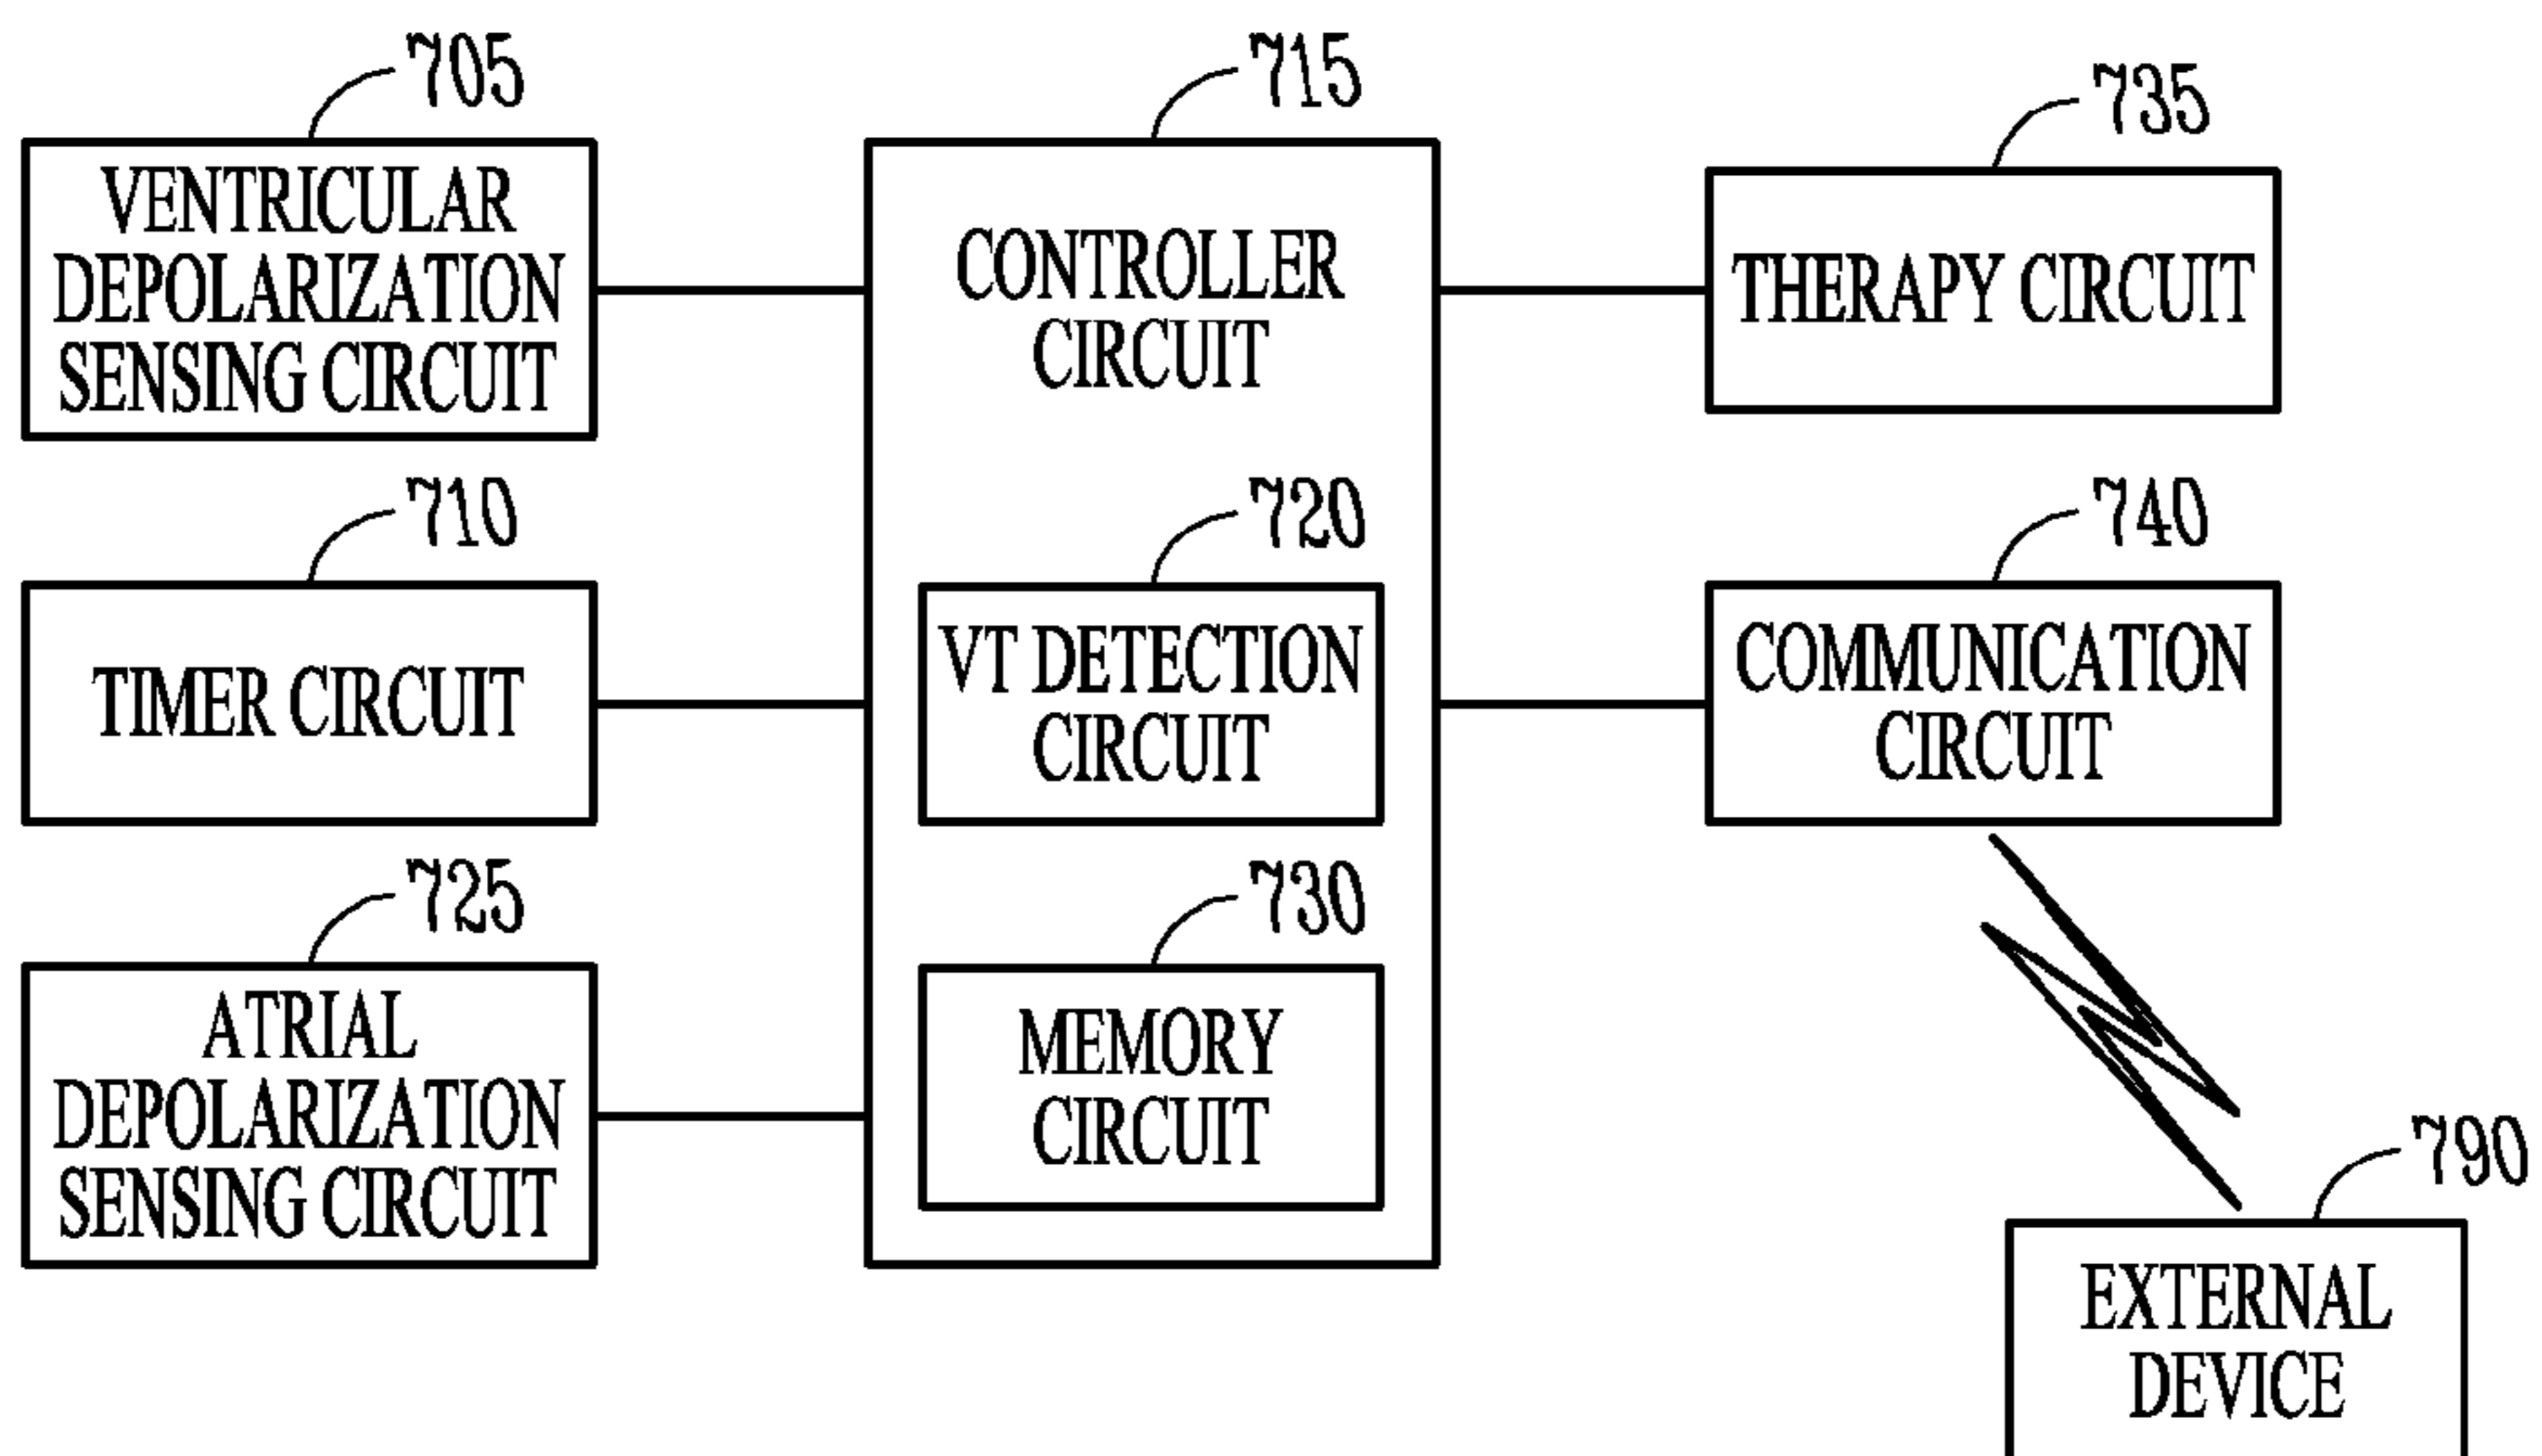 705
VENTRICULAR
DEPOLARIZATION
SENSING CIRCUIT
710
TIMER CIRCUIT
725
ATRIAL
DEPOLARIZATION
SENSING CIRCUIT
715
CONTROLLER
CIRCUIT
720
VT DETECTION
CIRCUIT
730
MEMORY
CIRCUIT
735
THERAPY CIRCUIT
740
COMMUNICATION
CIRCUIT
790
EXTERNAL
DEVICE